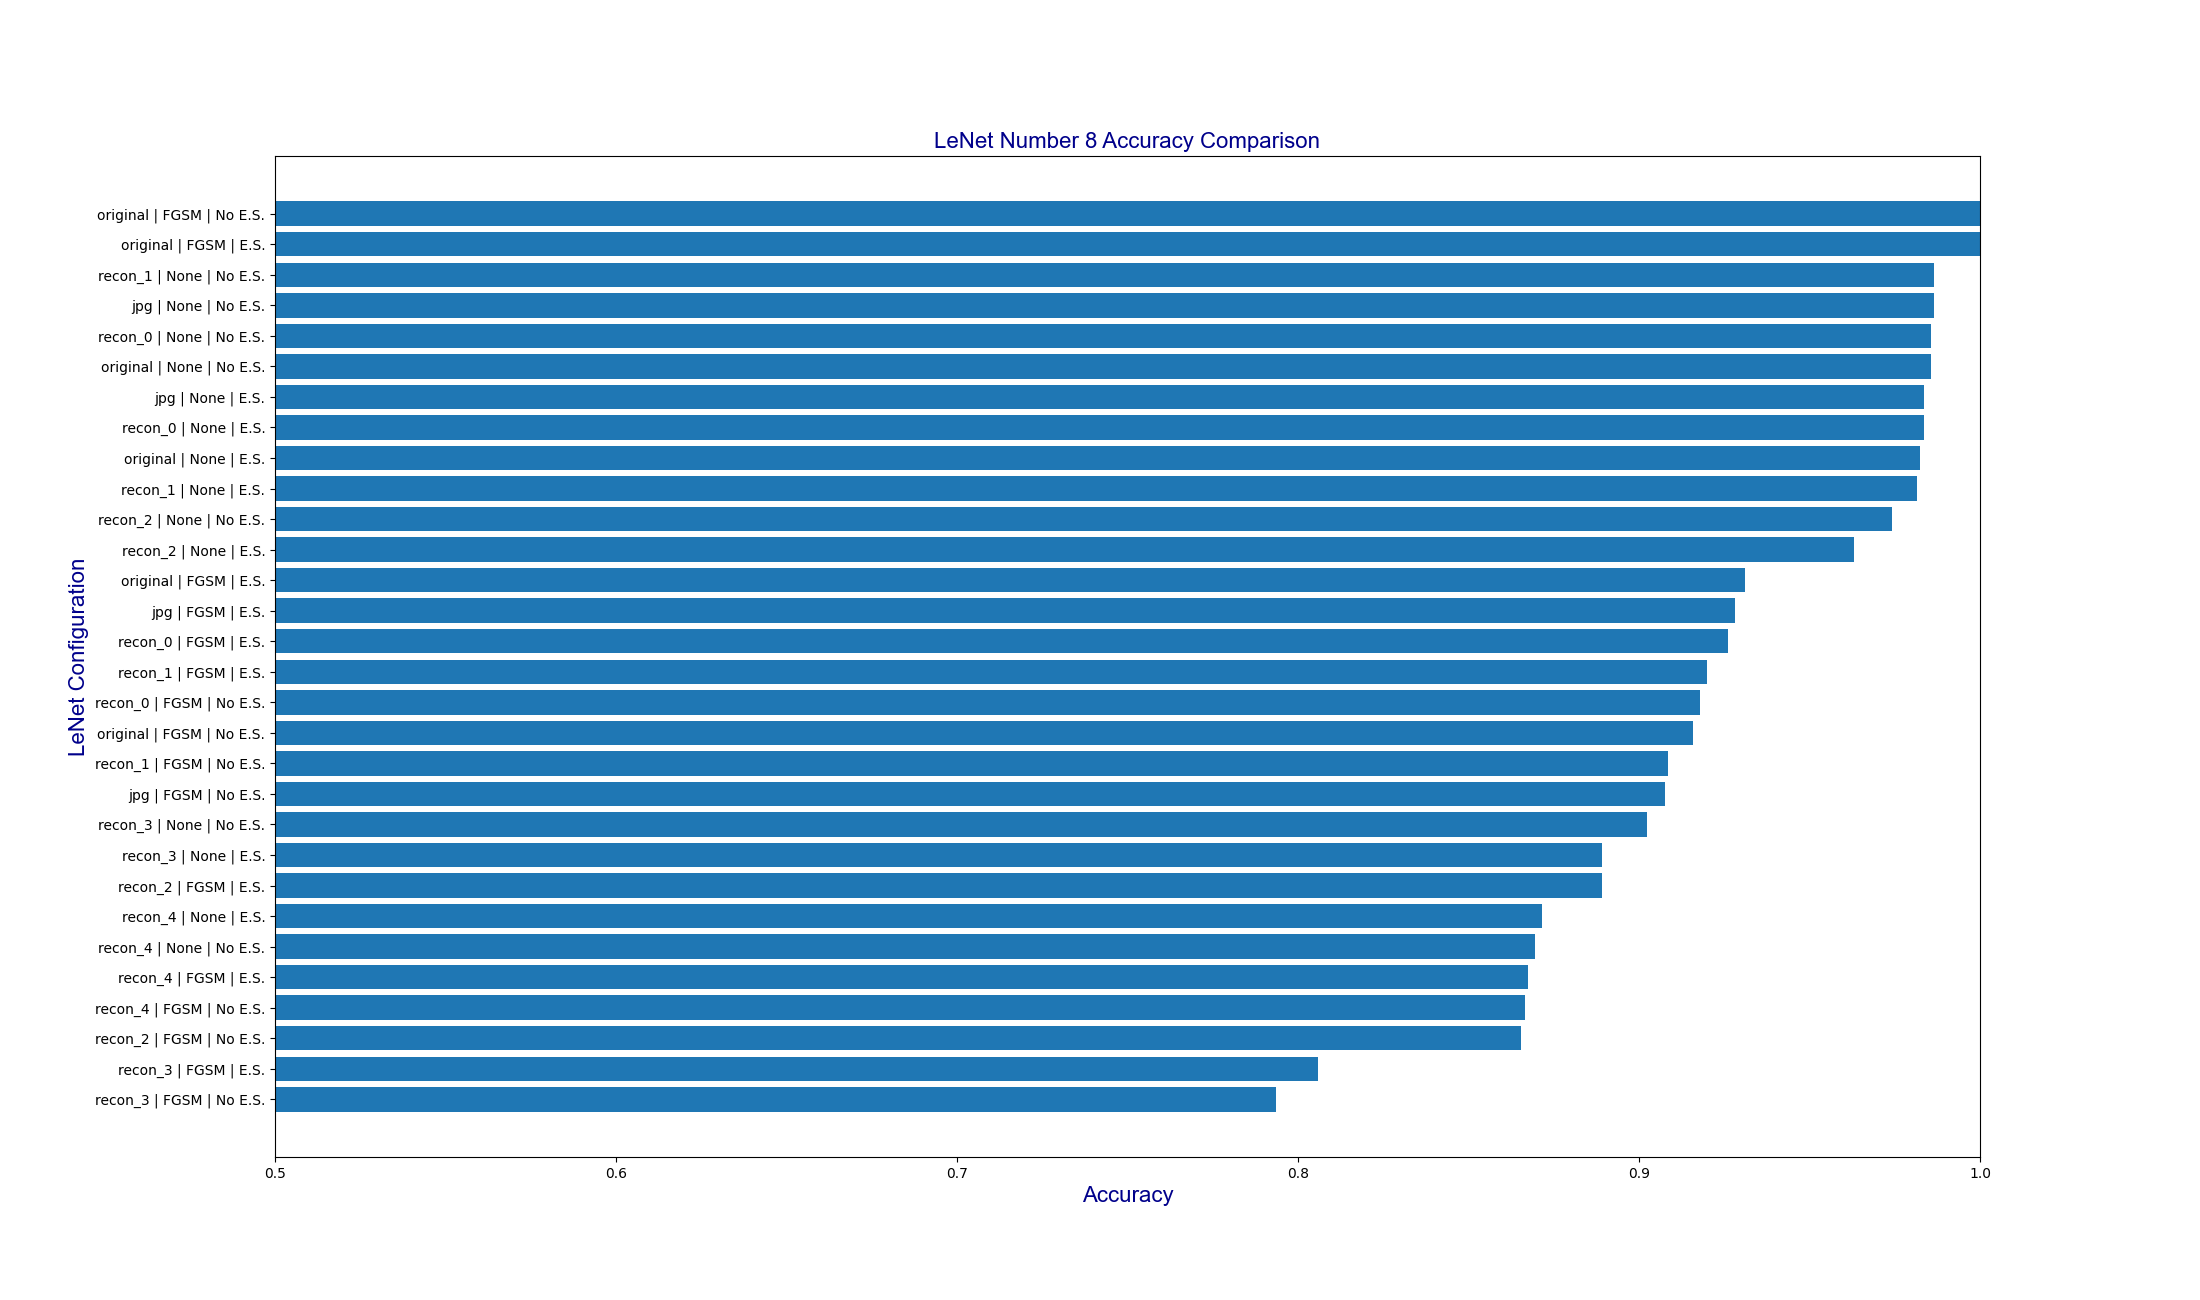 LeNet Number 8 Accuracy Comparison
original | FGSM | No E.S.
original | FGSM | E.S.
recon_1 | None | No E.S.
jpg | None | No E.S.
recon_0 | None | No E.S.
original | None | No E.S.
jpg | None | E.S.
recon_0 | None | E.S.
original | None | E.S.
recon_1 | None | E.S.
recon_2 | None | No E.S.
recon_2 | None | E.S.
original | FGSM | E.S.
jpg | FGSM | E.S.
recon_0 | FGSM | E.S.
recon_1 | FGSM | E.S.
recon_0 | FGSM | No E.S.
original | FGSM | No E.S.
recon_1 | FGSM | No E.S.
jpg | FGSM | No E.S.
recon_3 | None | No E.S.
recon_3 | None | E.S.
recon_2 | FGSM | E.S.
recon_4 | None | E.S.
recon_4 | None | No E.S.
recon_4 | FGSM | E.S.
recon_4 | FGSM | No E.S.
recon_2 | FGSM | No E.S.
recon_3 | FGSM | E.S.
recon_3 | FGSM | No E.S.
LeNet Configuration
0.5 0.6 0.7 0.8 0.9 1.0
Accuracy